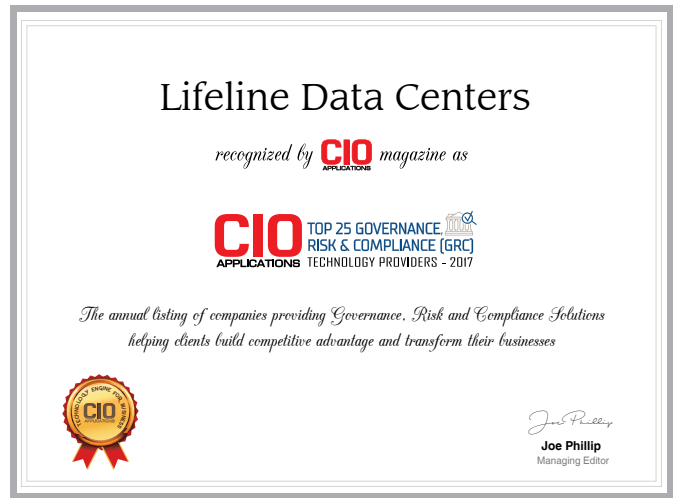 Lifeline Data Centers
recognized by CIO APPLICATIONS magazine as
CIO APPLICATIONS
TOP 25 GOVERNANCE,
RISK & COMPLIANCE (GRC)
TECHNOLOGY PROVIDERS - 2017
The annual listing of companies providing Governance, Risk and Compliance Solutions
helping clients build competitive advantage and transform their businesses
TECHNOLOGY ENGINE FOR BUSINESS
CIO
APPLICATIONS
Joe Phillip
Joe Phillip
Managing Editor